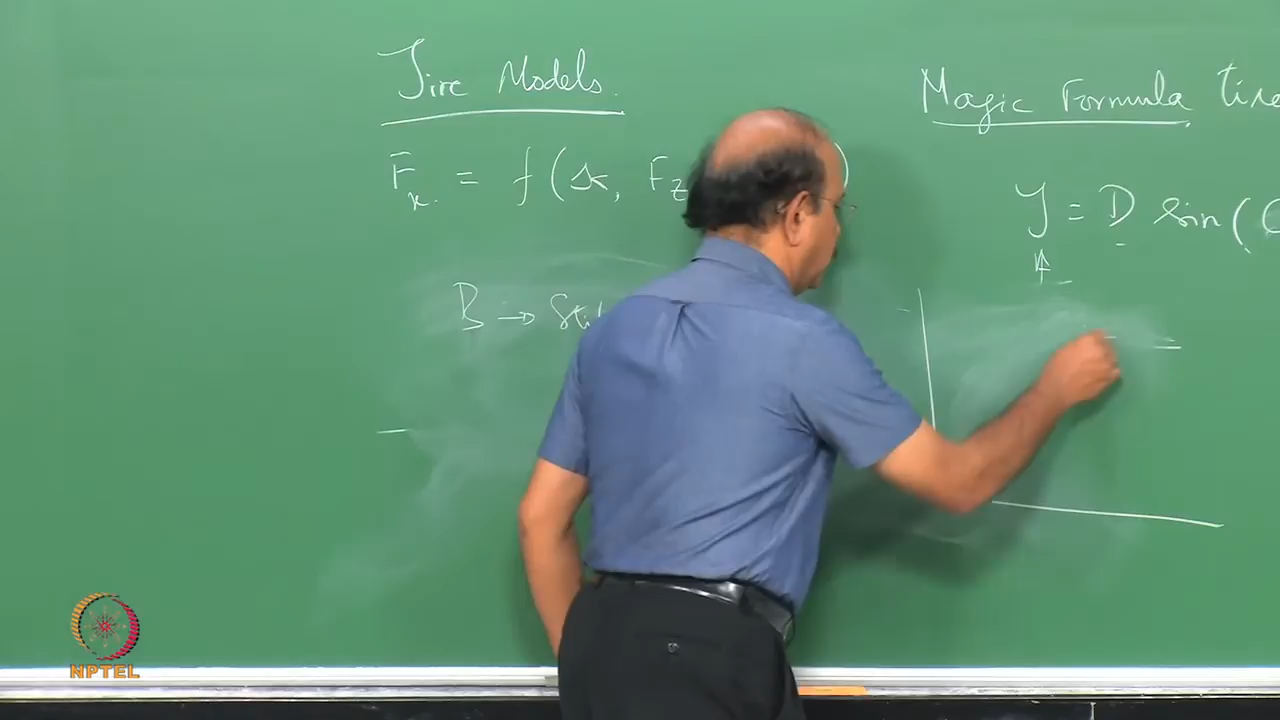 Tire Models.
Fx = f(sx, Fz )
B → Sti
Magic Formula tire
y = D sin(C
NPTEL